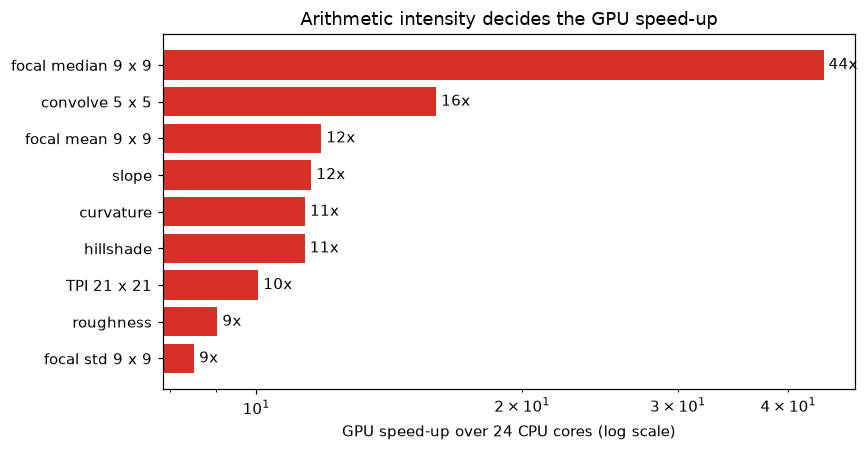 Arithmetic intensity decides the GPU speed-up
focal median 9 x 9 44x
convolve 5 x 5 16x
focal mean 9 x 9 12x
slope 12x
curvature 11x
hillshade 11x
TPI 21 x 21 10x
roughness 9x
focal std 9 x 9 9x
10¹ 2 × 10¹ 3 × 10¹ 4 × 10¹
GPU speed-up over 24 CPU cores (log scale)